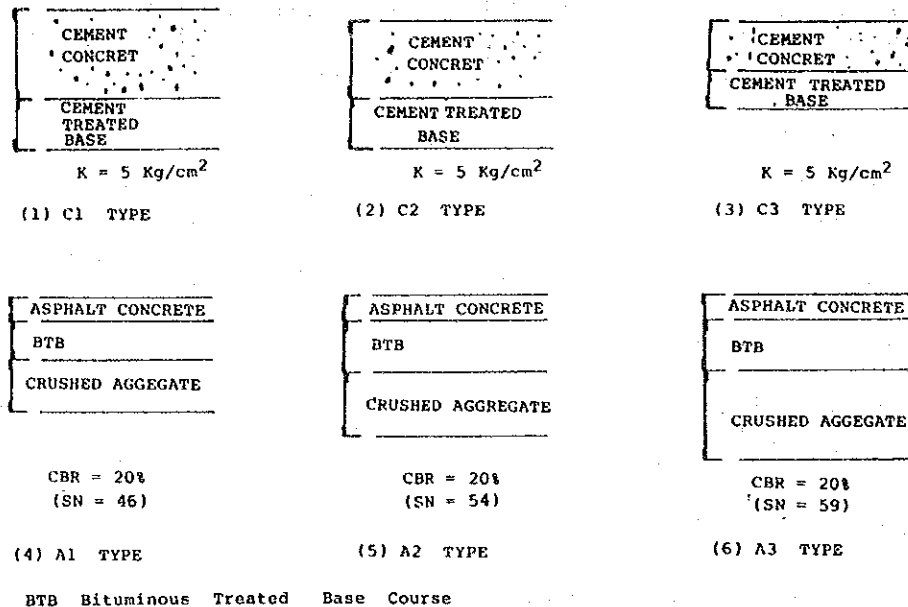 CEMENT
CONCRET
CEMENT
TREATED
BASE
K = 5 Kg/cm²
(1) C1 TYPE
CEMENT
CONCRET
CEMENT TREATED
BASE
K = 5 Kg/cm²
(2) C2 TYPE
CEMENT
CONCRET
CEMENT TREATED
BASE
K = 5 Kg/cm²
(3) C3 TYPE
ASPHALT CONCRETE
BTB
CRUSHED AGGEGATE
CBR = 20%
(SN = 46)
(4) A1 TYPE
ASPHALT CONCRETE
BTB
CRUSHED AGGREGATE
CBR = 20%
(SN = 54)
(5) A2 TYPE
ASPHALT CONCRETE
BTB
CRUSHED AGGEGATE
CBR = 20%
(SN = 59)
(6) A3 TYPE
BTB Bituminous Treated Base Course